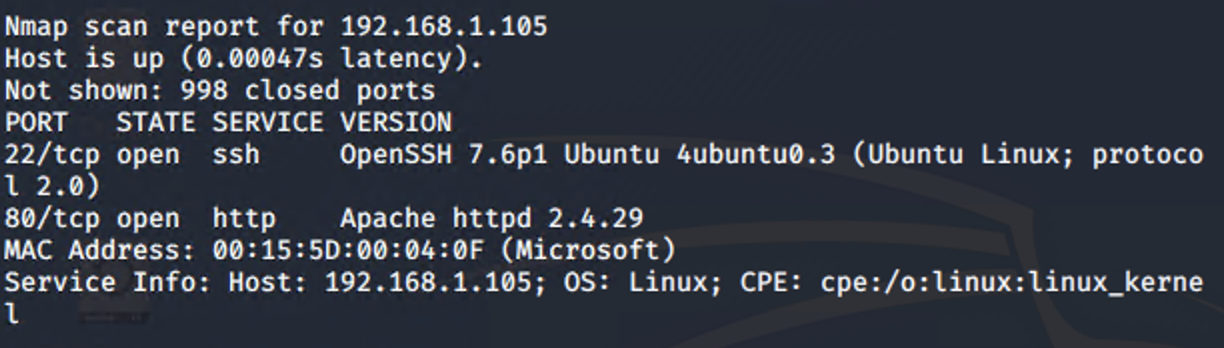 Nmap scan report for 192.168.1.105
Host is up (0.00047s latency).
Not shown: 998 closed ports
PORT   STATE SERVICE VERSION
22/tcp open  ssh     OpenSSH 7.6p1 Ubuntu 4ubuntu0.3 (Ubuntu Linux; protoco
l 2.0)
80/tcp open  http    Apache httpd 2.4.29
MAC Address: 00:15:5D:00:04:0F (Microsoft)
Service Info: Host: 192.168.1.105; OS: Linux; CPE: cpe:/o:linux:linux_kerne
l